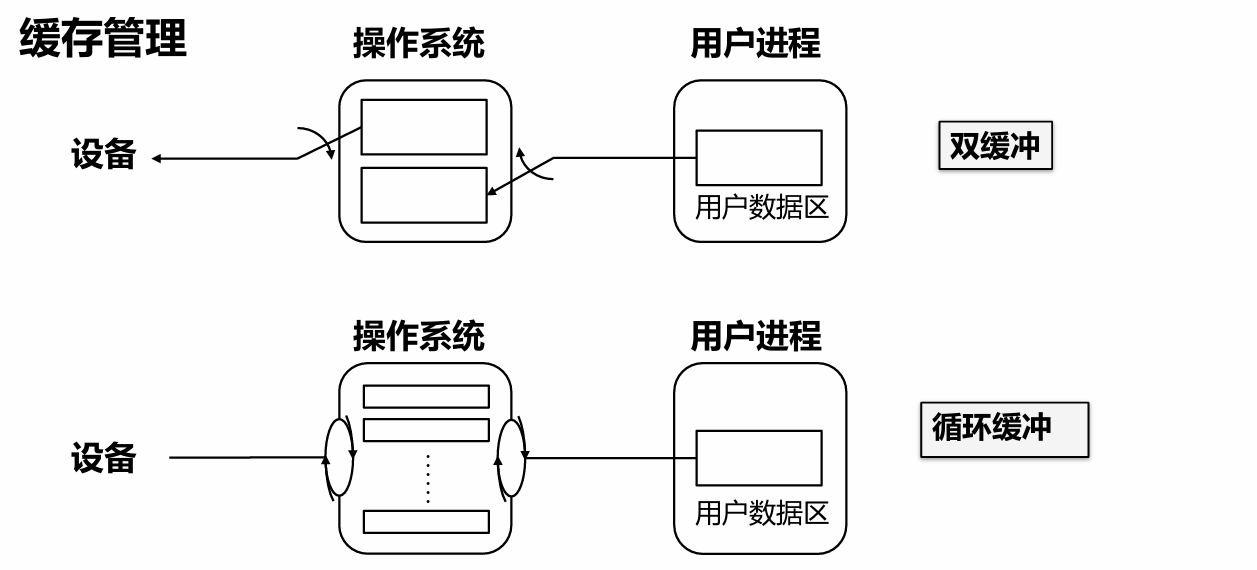 缓存管理
操作系统
用户进程
设备
双缓冲
用户数据区
操作系统
用户进程
循环缓冲
设备
用户数据区